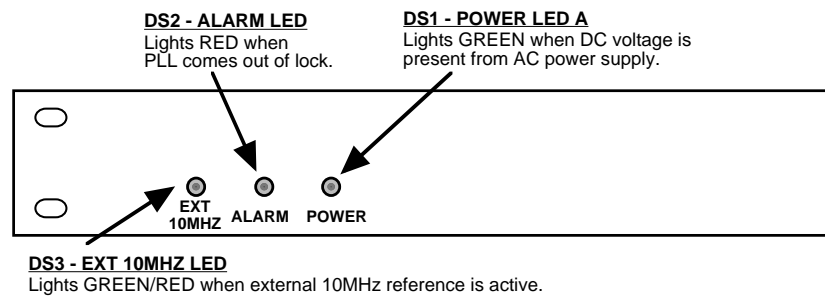 DS2 - ALARM LED
Lights RED when
PLL comes out of lock.
DS1 - POWER LED A
Lights GREEN when DC voltage is
present from AC power supply.
EXT
10MHZ
ALARM
POWER
DS3 - EXT 10MHZ LED
Lights GREEN/RED when external 10MHz reference is active.